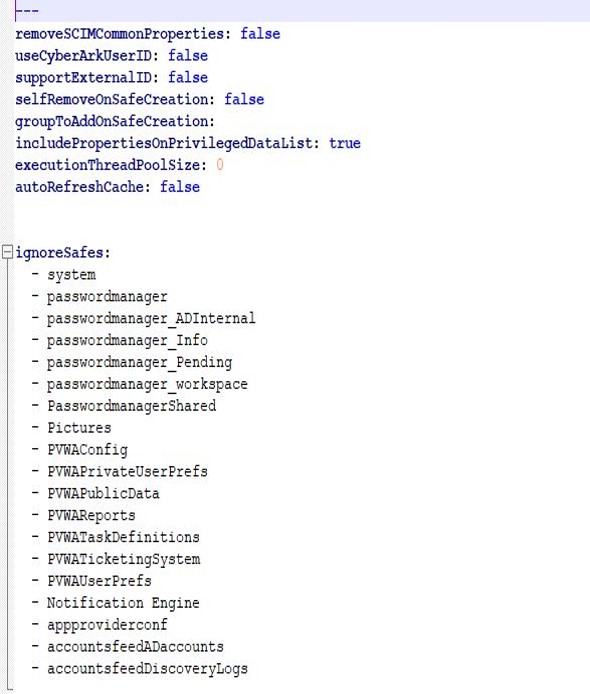 ---
removeSCIMCommonProperties: false
useCyberArkUserID: false
supportExternalID: false
selfRemoveOnSafeCreation: false
groupToAddOnSafeCreation:
includePropertiesOnPrivilegedDataList: true
executionThreadPoolSize: 0
autoRefreshCache: false
ignoreSafes:
- system
- passwordmanager
- passwordmanager_ADInternal
- passwordmanager_Info
- passwordmanager_Pending
- passwordmanager_workspace
- PasswordmanagerShared
- Pictures
- PVWAConfig
- PVWAPrivateUserPrefs
- PVWAPublicData
- PVWAReports
- PVWATaskDefinitions
- PVWATicketingSystem
- PVWAUserPrefs
- Notification Engine
- appproviderconf
- accountsfeedADaccounts
- accountsfeedDiscoveryLogs